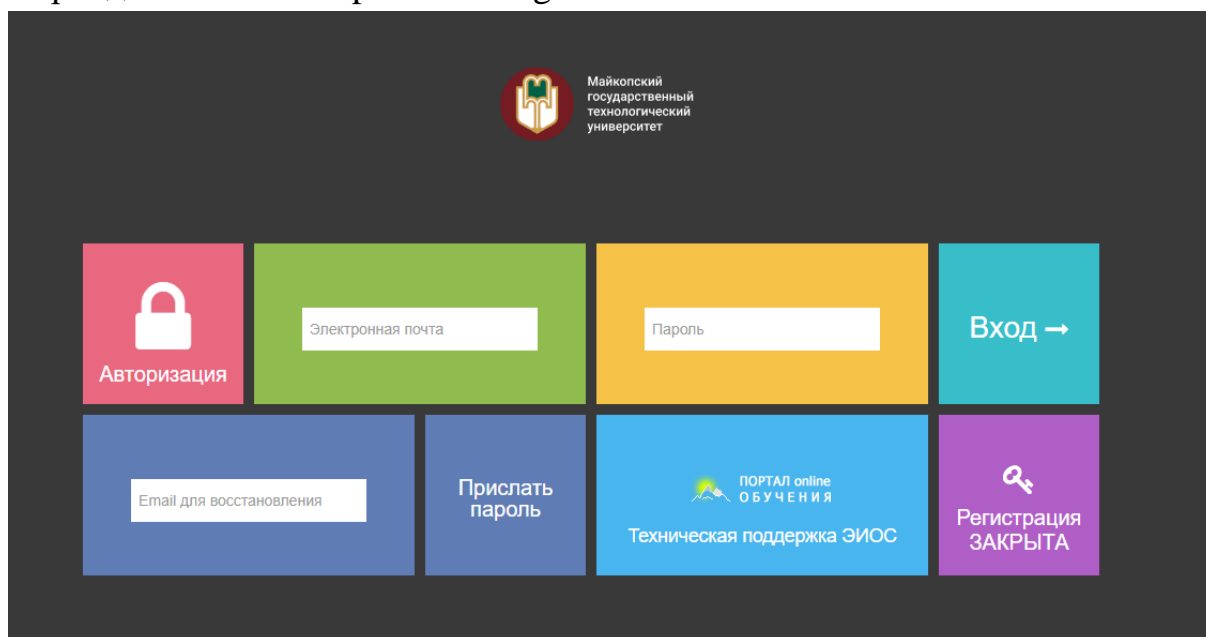 Майкопский
государственный
технологический
университет
Авторизация
Электронная почта
Пароль
Вход →
Email для восстановления
Прислать
пароль
ПОРТАЛ online
ОБУЧЕНИЯ
Техническая поддержка ЭИОС
Регистрация
ЗАКРЫТА